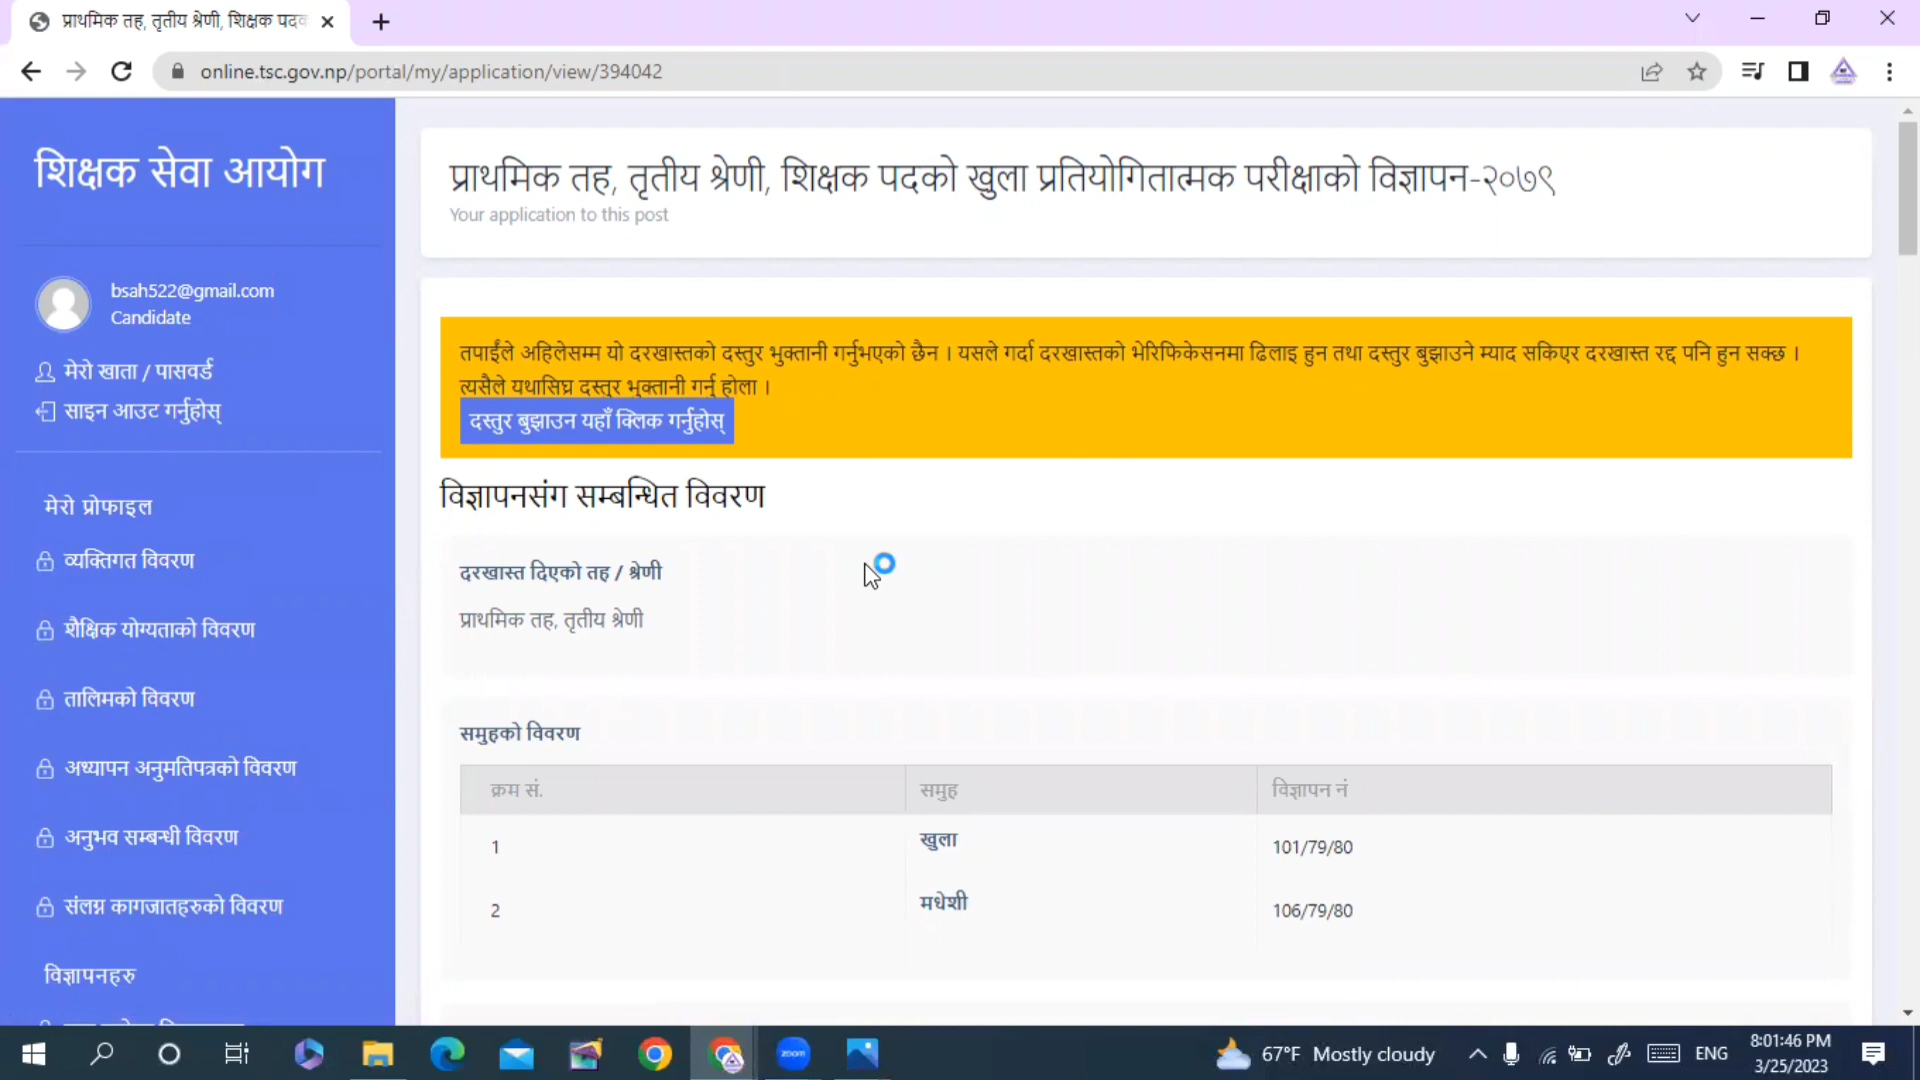 प्राथमिक तह, तृतीय श्रेणी, शिक्षक पदक
online.tsc.gov.np/portal/my/application/view/394042
शिक्षक सेवा आयोग
bsah522@gmail.com
Candidate
मेरो खाता / पासवर्ड
साइन आउट गर्नुहोस्
मेरो प्रोफाइल
व्यक्तिगत विवरण
शैक्षिक योग्यताको विवरण
तालिमको विवरण
अध्यापन अनुमतिपत्रको विवरण
अनुभव सम्बन्धी विवरण
संलग्न कागजातहरुको विवरण
विज्ञापनहरु
प्राथमिक तह, तृतीय श्रेणी, शिक्षक पदको खुला प्रतियोगितात्मक परीक्षाको विज्ञापन-२०७९
Your application to this post
तपाईंले अहिलेसम्म यो दरखास्तको दस्तुर भुक्तानी गर्नुभएको छैन । यसले गर्दा दरखास्तको भेरिफिकेसनमा ढिलाइ हुन तथा दस्तुर बुझाउने म्याद सकिएर दरखास्त रद्द पनि हुन सक्छ ।
त्यसैले यथासिघ्र दस्तुर भुक्तानी गर्नु होला ।
दस्तुर बुझाउन यहाँ क्लिक गर्नुहोस्
विज्ञापनसंग सम्बन्धित विवरण
दरखास्त दिएको तह / श्रेणी
प्राथमिक तह, तृतीय श्रेणी
समुहको विवरण
क्रम सं. समुह विज्ञापन नं
1 खुला 101/79/80
2 मधेशी 106/79/80
zoom
67°F Mostly cloudy
ENG
8:01:46 PM
3/25/2023